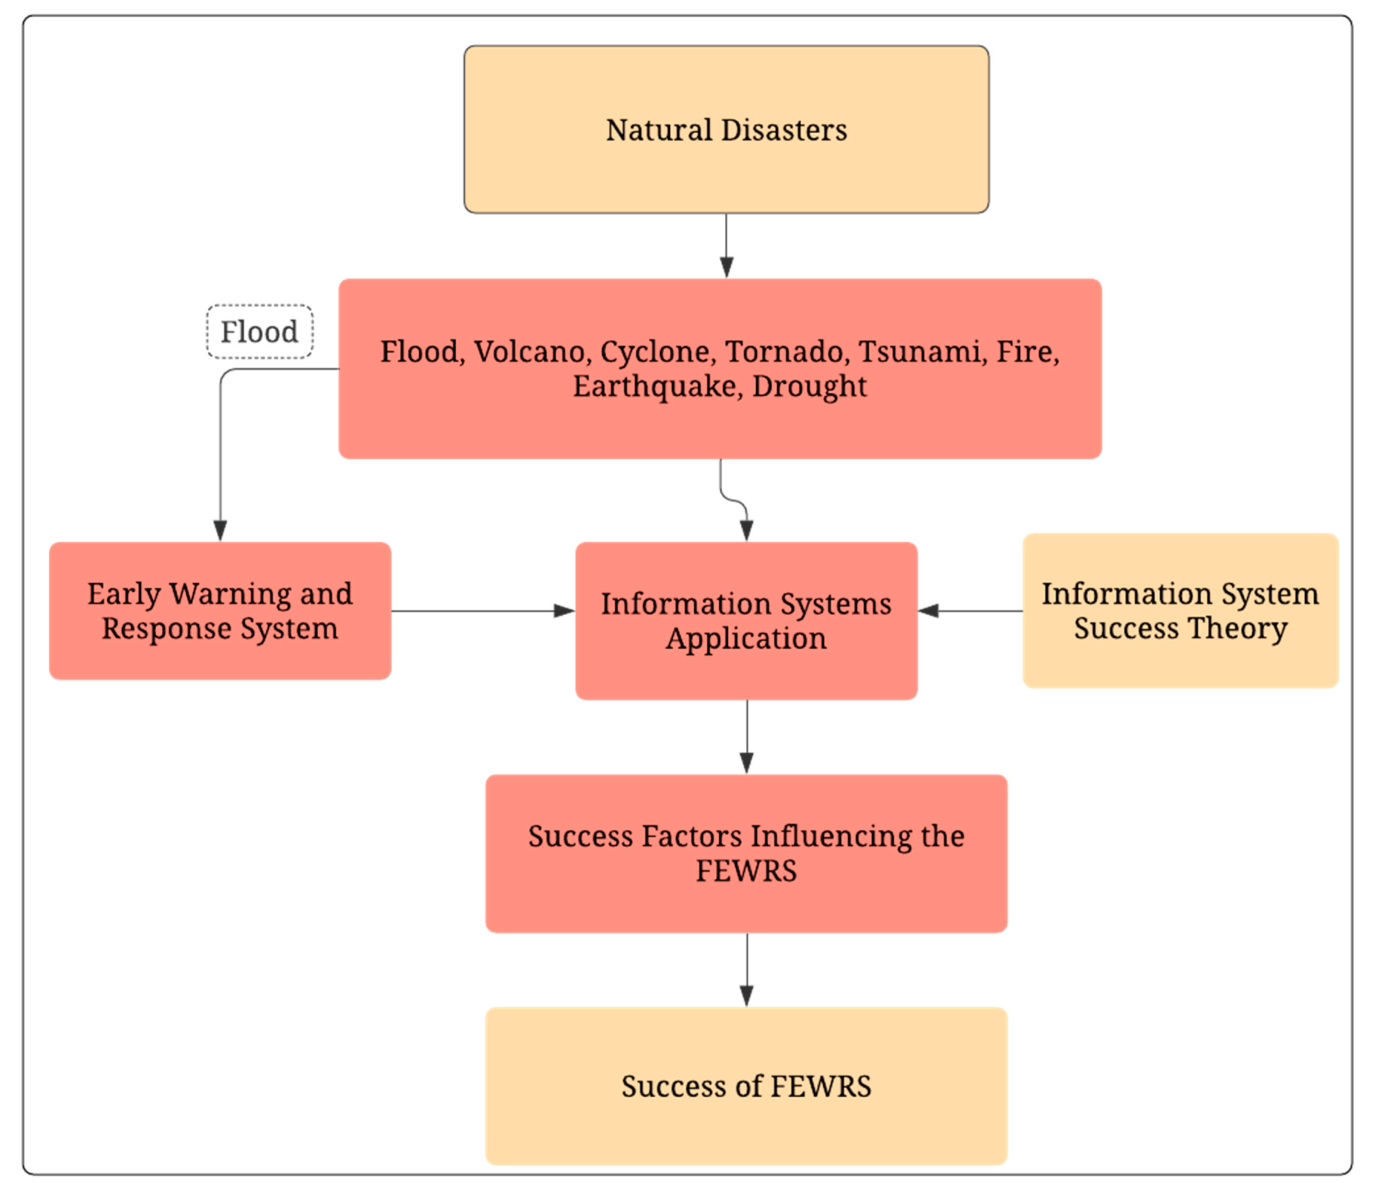 Natural Disasters
Flood
Flood, Volcano, Cyclone, Tornado, Tsunami, Fire,
Earthquake, Drought
Early Warning and
Response System
Information Systems
Application
Information System
Success Theory
Success Factors Influencing the
FEWRS
Success of FEWRS